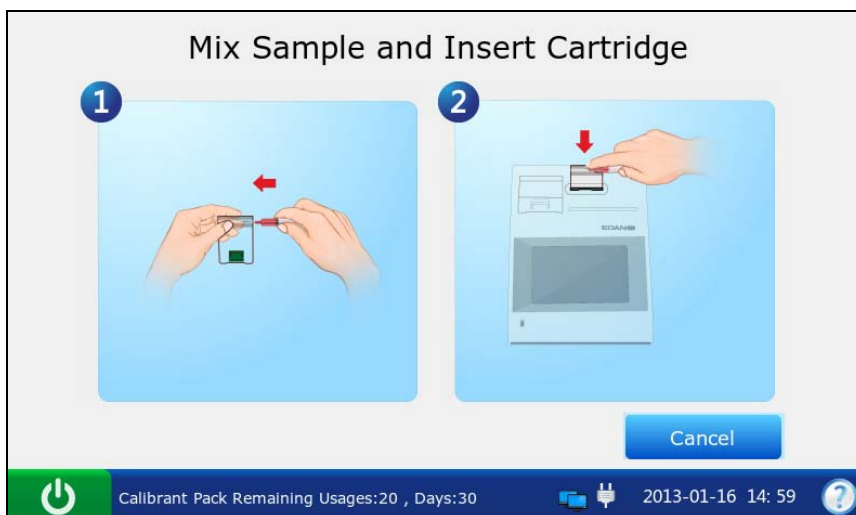 Mix Sample and Insert Cartridge
1
2
EDAN
Cancel
Calibrant Pack Remaining Usages:20 , Days:30
2013-01-16 14: 59
?